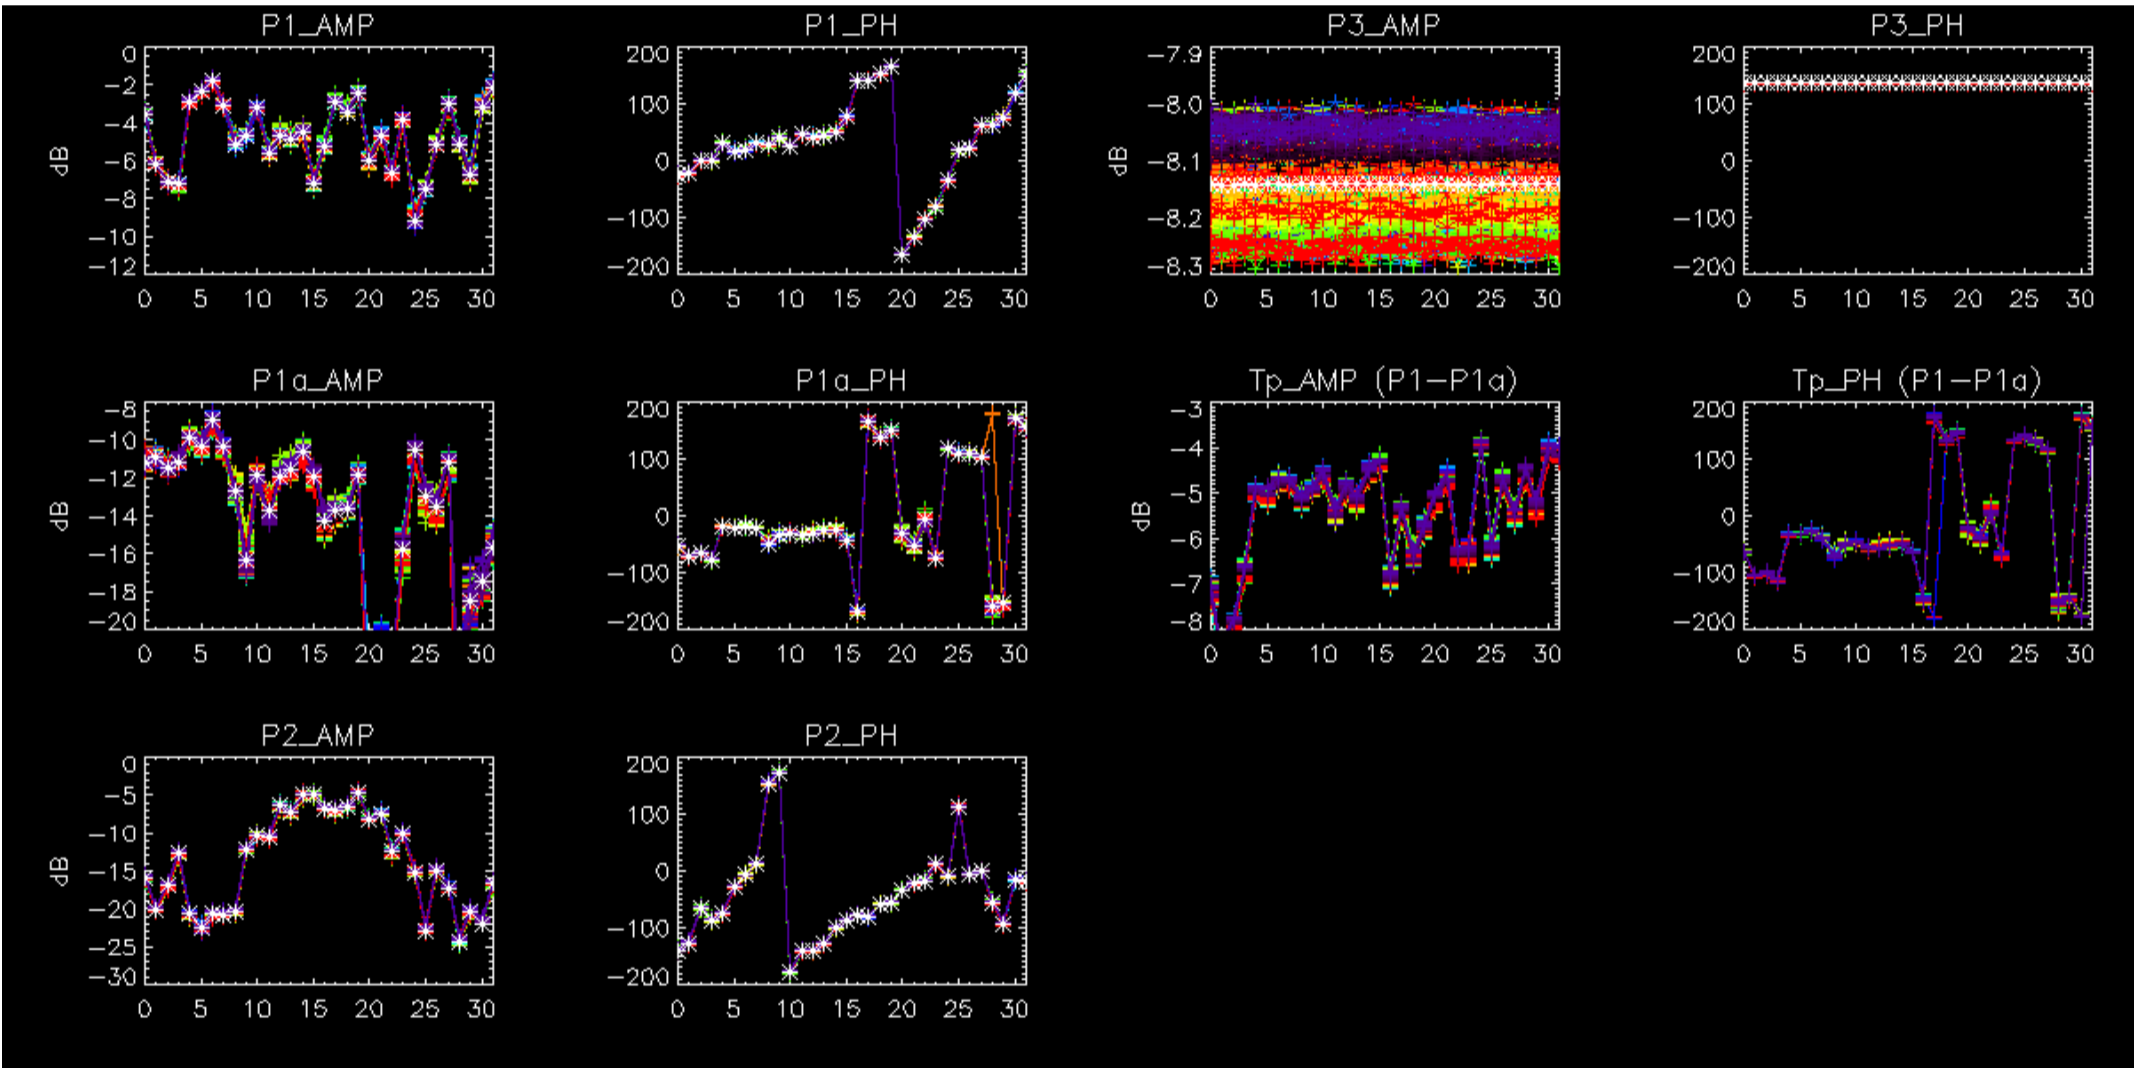 P1_AMP
P1_PH
P3_AMP
P3_PH
0
−2
−4
−6
−8
−10
−12
dB
0 5 10 15 20 25 30
200
100
0
−100
−200
0 5 10 15 20 25 30
−7.9
−8.0
−8.1
−8.2
−8.3
dB
0 5 10 15 20 25 30
200
100
0
−100
−200
0 5 10 15 20 25 30
P1a_AMP
P1a_PH
Tp_AMP (P1−P1a)
Tp_PH (P1−P1a)
−8
−10
−12
−14
−16
−18
−20
dB
0 5 10 15 20 25 30
200
100
0
−100
−200
0 5 10 15 20 25 30
−3
−4
−5
−6
−7
−8
dB
0 5 10 15 20 25 30
200
100
0
−100
−200
0 5 10 15 20 25 30
P2_AMP
P2_PH
0
−5
−10
−15
−20
−25
−30
dB
0 5 10 15 20 25 30
200
100
0
−100
−200
0 5 10 15 20 25 30